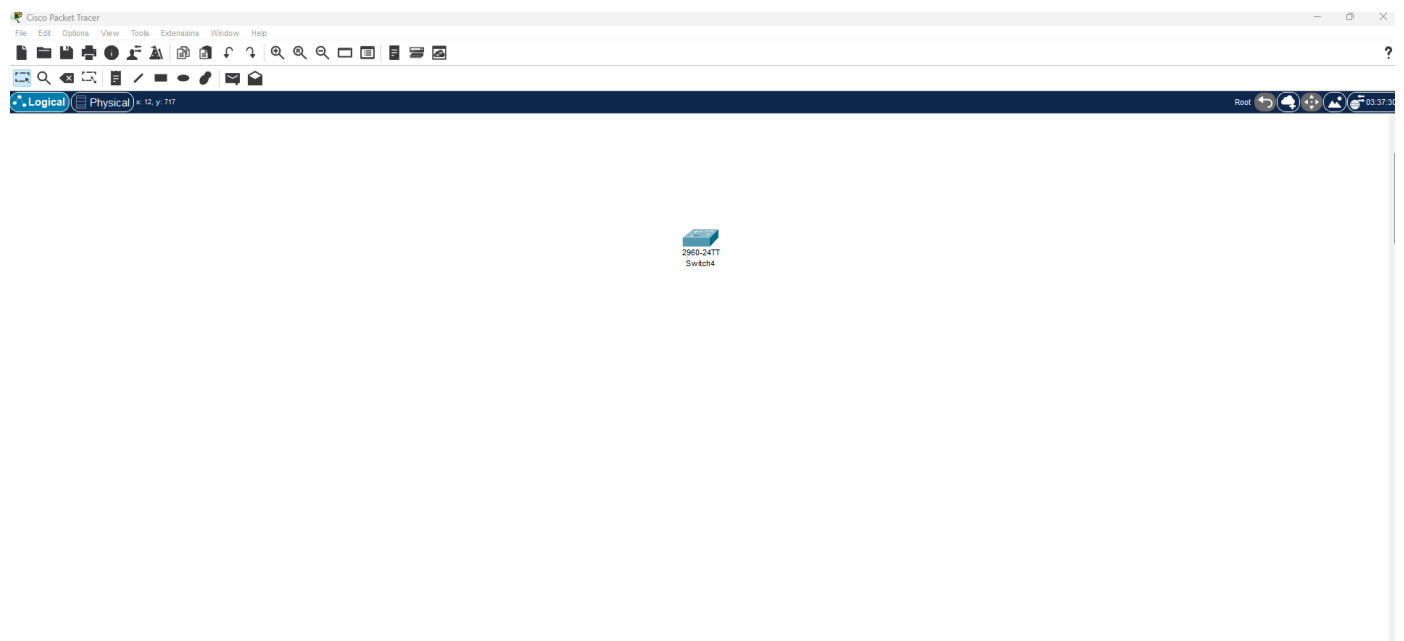 Cisco Packet Tracer
File Edit Options View Tools Extensions Window Help
Logical Physical x: 12, y: 717 Root 03:37:30
2960-24TT
Switch4